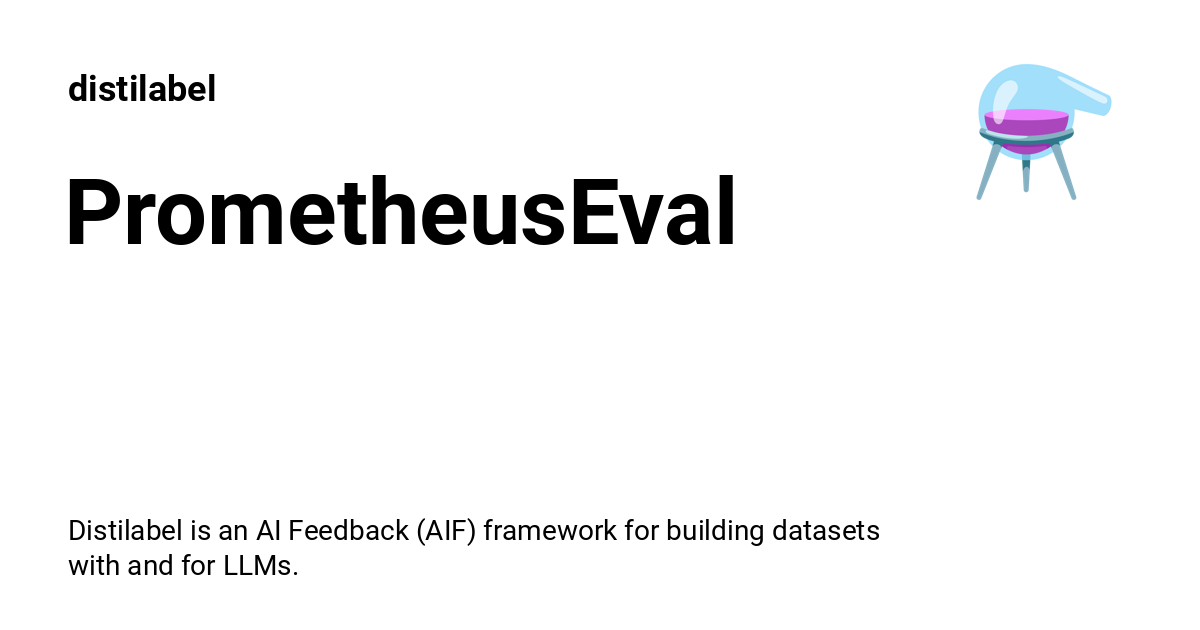 distilabel
PrometheusEval
Distilabel is an AI Feedback (AIF) framework for building datasets
with and for LLMs.